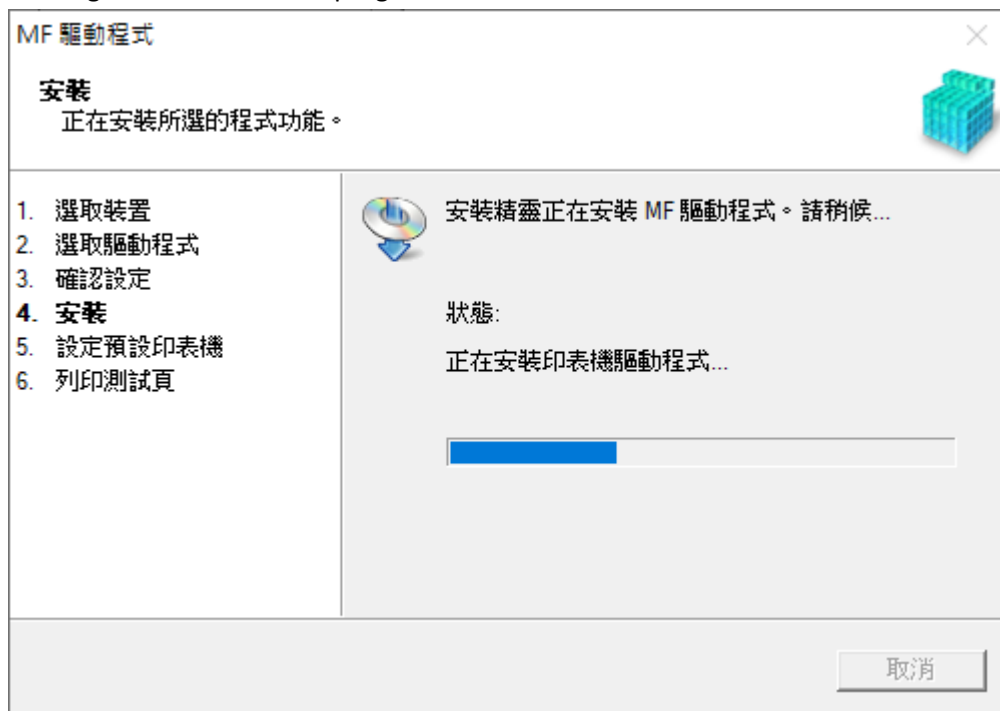 MF 驅動程式
安裝
正在安裝所選的程式功能。
1. 選取裝置
2. 選取驅動程式
3. 確認設定
4. 安裝
5. 設定預設印表機
6. 列印測試頁
安裝精靈正在安裝 MF 驅動程式。請稍候...
狀態:
正在安裝印表機驅動程式...
取消